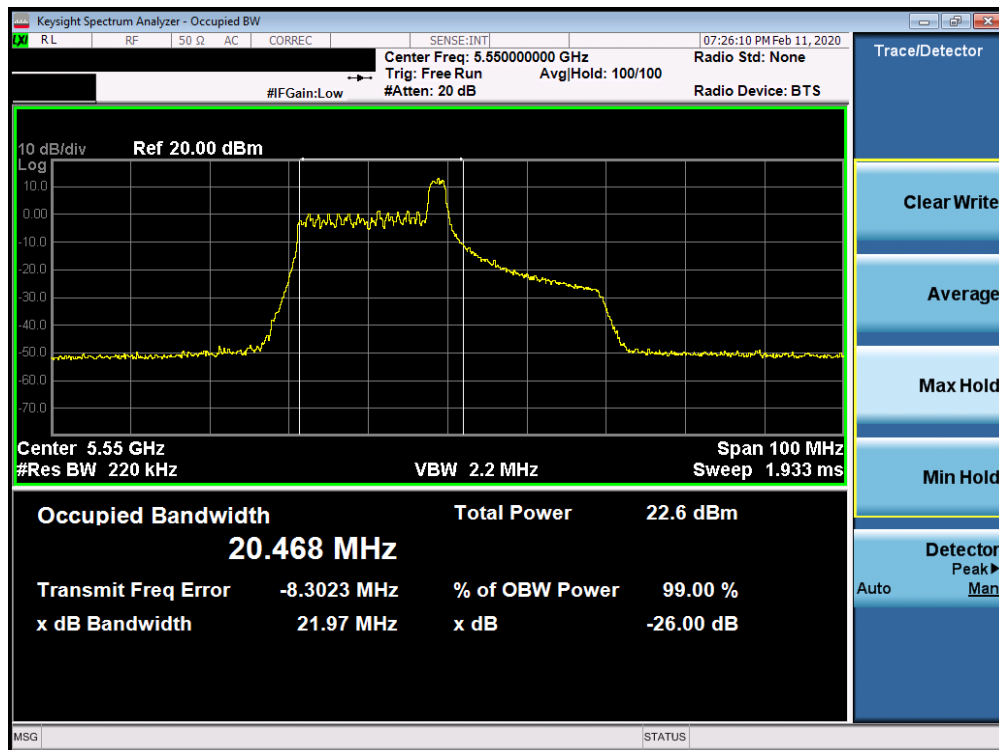 Keysight Spectrum Analyzer - Occupied BW
LXI RL RF 50 Ω AC CORREC SENSE:INT 07:26:10 PM Feb 11, 2020
Center Freq: 5.550000000 GHz Radio Std: None
Trig: Free Run Avg|Hold: 100/100
#IFGain:Low #Atten: 20 dB Radio Device: BTS
Trace/Detector
10 dB/div Ref 20.00 dBm
Log
10.0
0.00
-10.0
-20.0
-30.0
-40.0
-50.0
-60.0
-70.0
Center 5.55 GHz Span 100 MHz
#Res BW 220 kHz VBW 2.2 MHz Sweep 1.933 ms
Occupied Bandwidth Total Power 22.6 dBm
20.468 MHz
Transmit Freq Error -8.3023 MHz % of OBW Power 99.00 %
x dB Bandwidth 21.97 MHz x dB -26.00 dB
Clear Write
Average
Max Hold
Min Hold
Detector
Peak▶
Auto Man
MSG STATUS